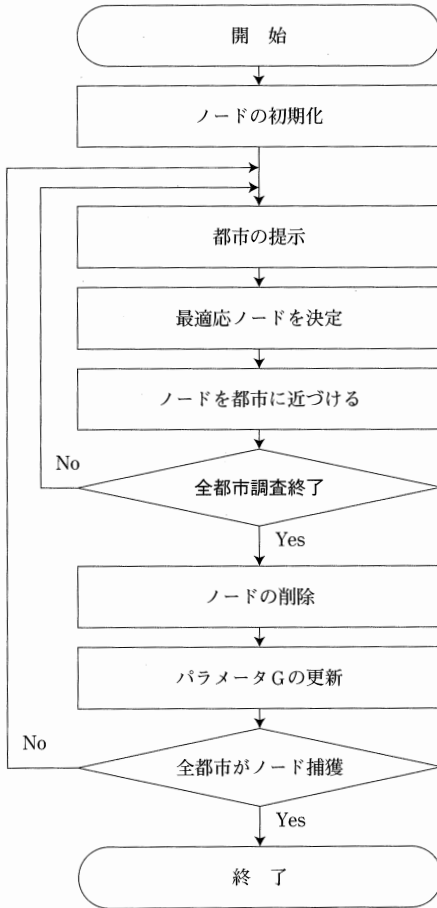 開 始
ノードの初期化
都市の提示
最適応ノードを決定
ノードを都市に近づける
No
全都市調査終了
Yes
ノードの削除
パラメータGの更新
No
全都市がノード捕獲
Yes
終 了